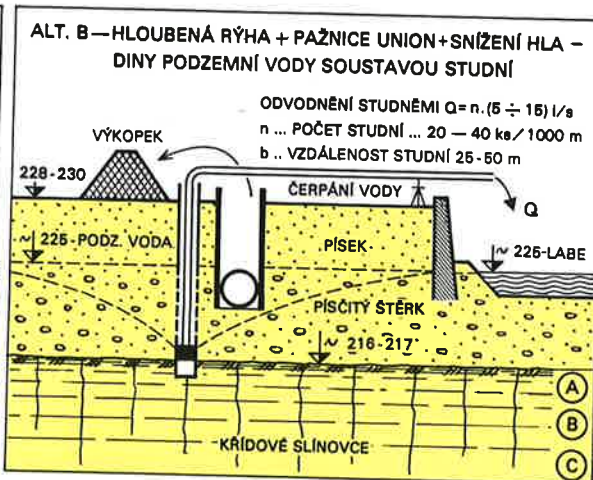 ALT. B—HLOUBENÁ RÝHA + PAŽNICE UNION+SNÍŽENÍ HLA –
DINY PODZEMNÍ VODY SOUSTAVOU STUDNÍ
ODVODNĚNÍ STUDNĚMI Q= n.(5 ÷ 15) l/s
n ... POČET STUDNÍ ... 20 — 40 ks/1000 m
b .. VZDÁLENOST STUDNÍ 25-50 m
VÝKOPEK
228-230
ČERPÁNÍ VODY
Q
~ 225-PODZ. VODA
PÍSEK
~ 225-LABE
PÍSČITÝ ŠTĚRK
~ 216-217
A
B
KŘÍDOVÉ SLÍNOVCE
C